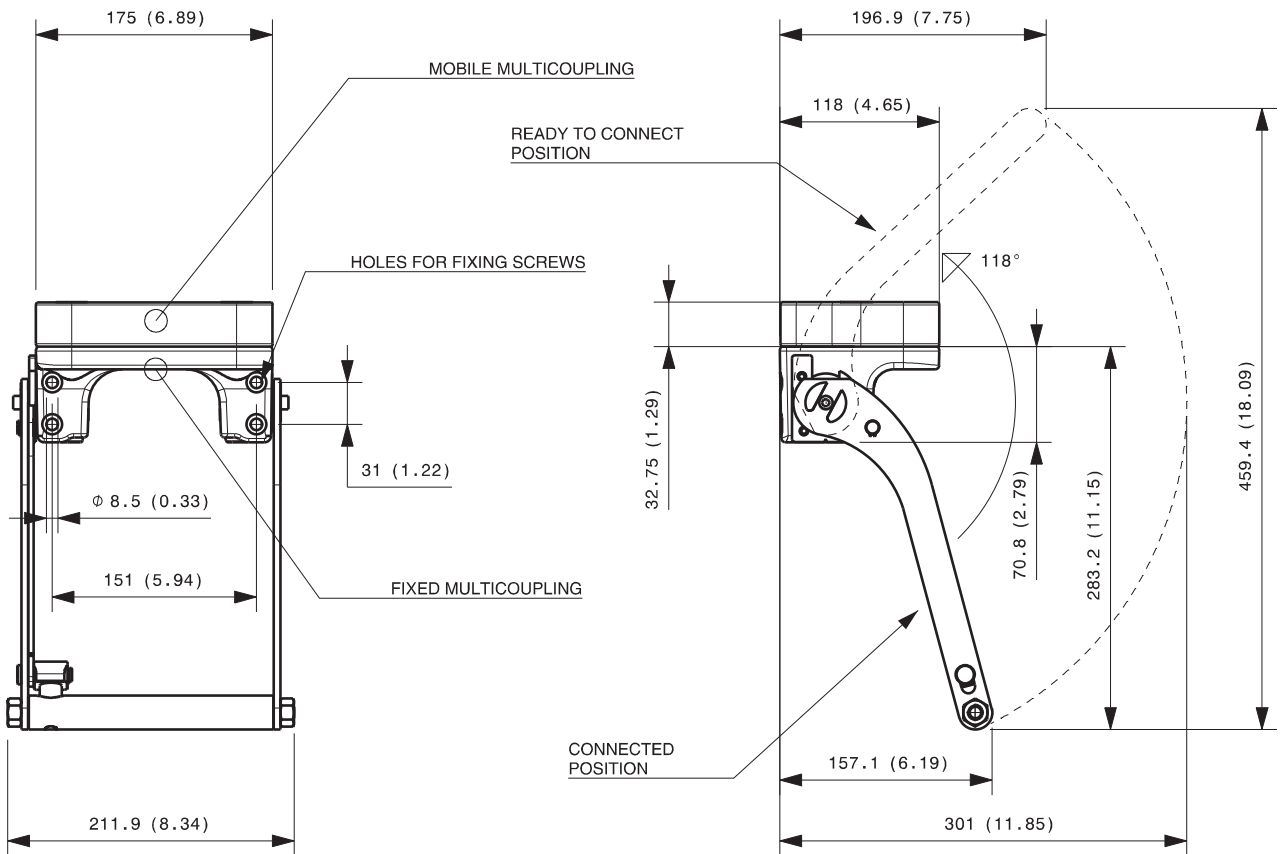 175 (6.89)
196.9 (7.75)
MOBILE MULTICOUPLING
118 (4.65)
READY TO CONNECT
POSITION
HOLES FOR FIXING SCREWS
118°
32.75 (1.29)
459.4 (18.09)
31 (1.22)
ϕ 8.5 (0.33)
70.8 (2.79)
283.2 (11.15)
151 (5.94)
FIXED MULTICOUPLING
CONNECTED
POSITION
157.1 (6.19)
211.9 (8.34)
301 (11.85)